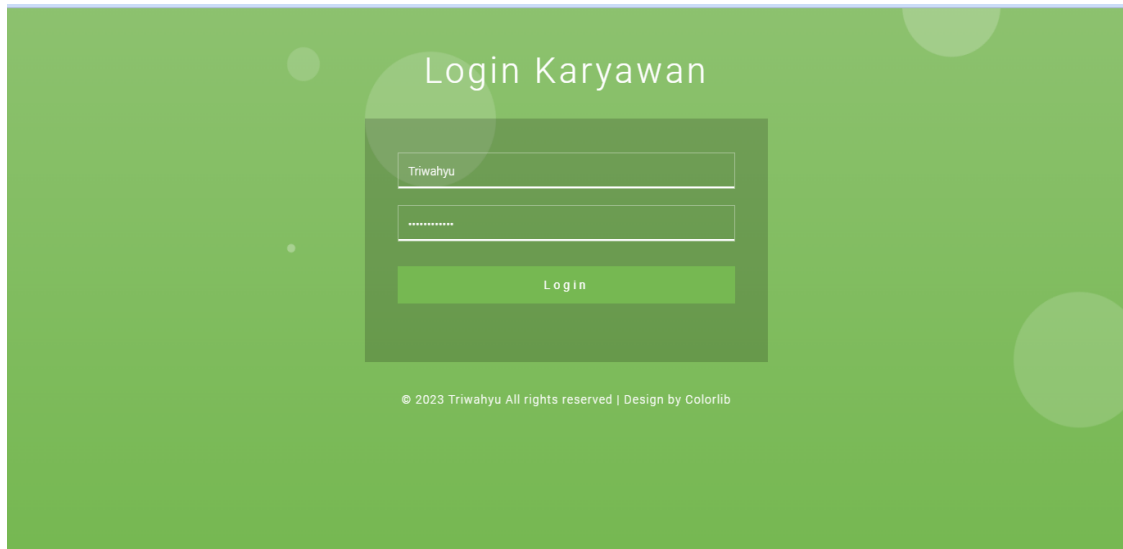 Login Karyawan
Triwahyu
••••••••••••
Login
© 2023 Triwahyu All rights reserved | Design by Colorlib